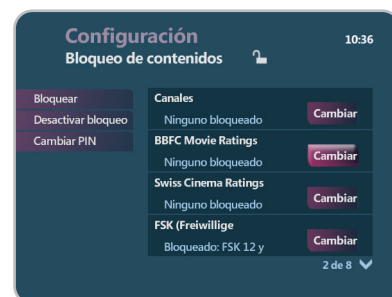 Configuración
10:36
Bloqueo de contenidos
Bloquear
Desactivar bloqueo
Cambiar PIN
Canales
Ninguno bloqueado
Cambiar
BBFC Movie Ratings
Ninguno bloqueado
Cambiar
Swiss Cinema Ratings
Ninguno bloqueado
Cambiar
FSK (Freiwillige
Bloqueado: FSK 12 y
Cambiar
2 de 8